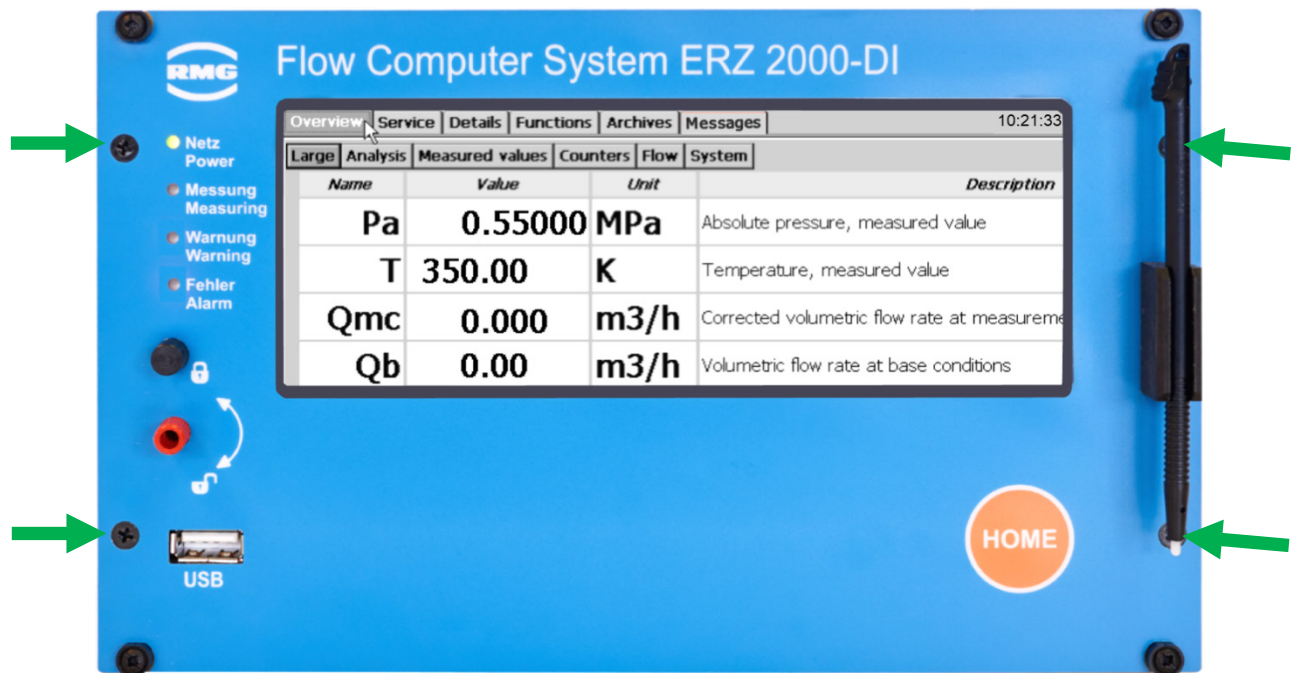 RMG
Flow Computer System ERZ 2000-DI
Overview Service Details Functions Archives Messages 10:21:33
Large Analysis Measured values Counters Flow System
Name Value Unit Description
Pa 0.55000 MPa Absolute pressure, measured value
T 350.00 K Temperature, measured value
Qmc 0.000 m3/h Corrected volumetric flow rate at measureme
Qb 0.00 m3/h Volumetric flow rate at base conditions
Netz
Power
Messung
Measuring
Warnung
Warning
Fehler
Alarm
USB
HOME